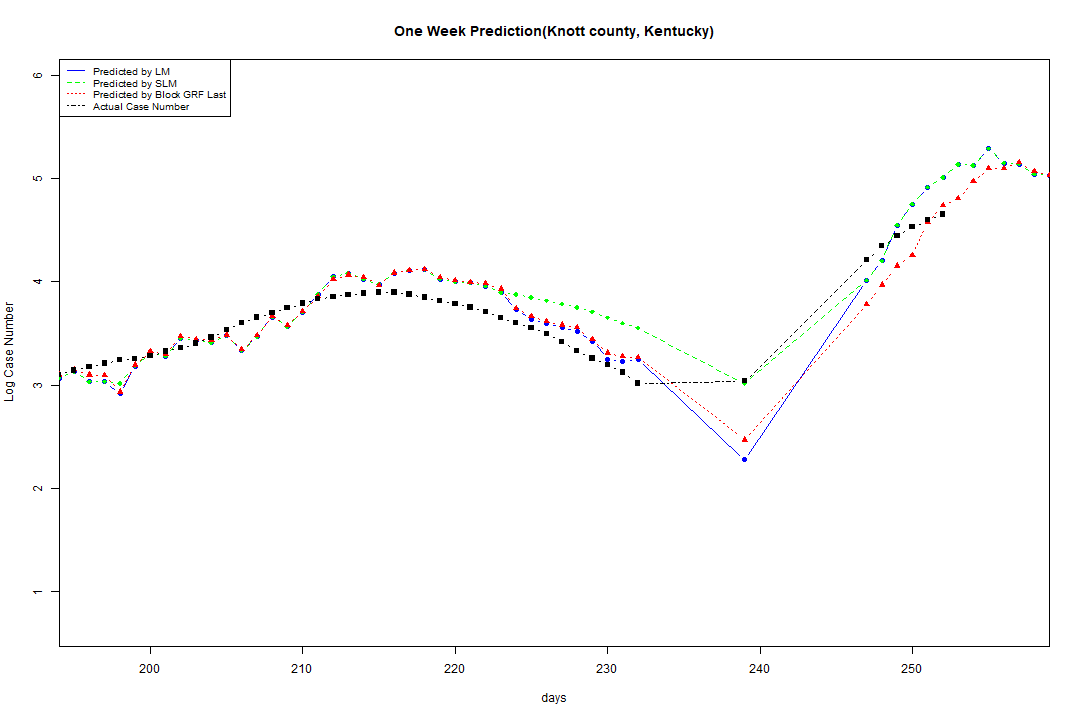 One Week Prediction(Knott county, Kentucky)
Predicted by LM
Predicted by SLM
Predicted by Block GRF Last
Actual Case Number
6
5
4
3
2
1
Log Case Number
200 210 220 230 240 250
days